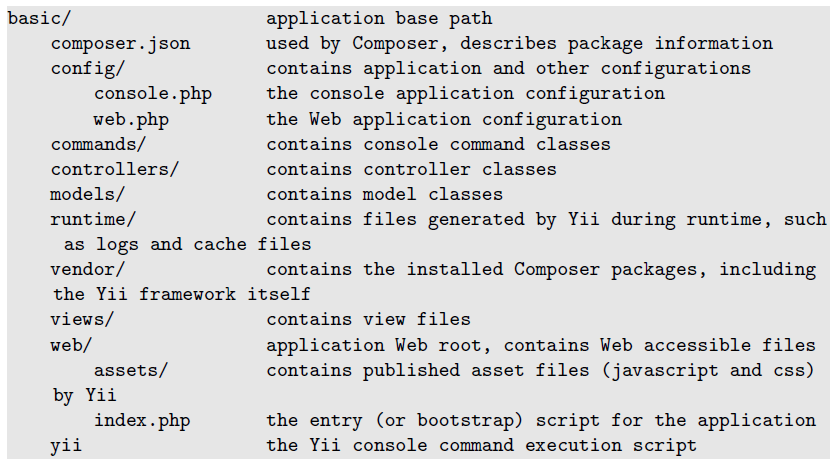 basic/                  application base path
    composer.json       used by Composer, describes package information
    config/             contains application and other configurations
        console.php     the console application configuration
        web.php         the Web application configuration
    commands/           contains console command classes
    controllers/        contains controller classes
    models/             contains model classes
    runtime/            contains files generated by Yii during runtime, such
     as logs and cache files
    vendor/             contains the installed Composer packages, including
    the Yii framework itself
    views/              contains view files
    web/                application Web root, contains Web accessible files
        assets/         contains published asset files (javascript and css)
    by Yii
        index.php       the entry (or bootstrap) script for the application
    yii                 the Yii console command execution script